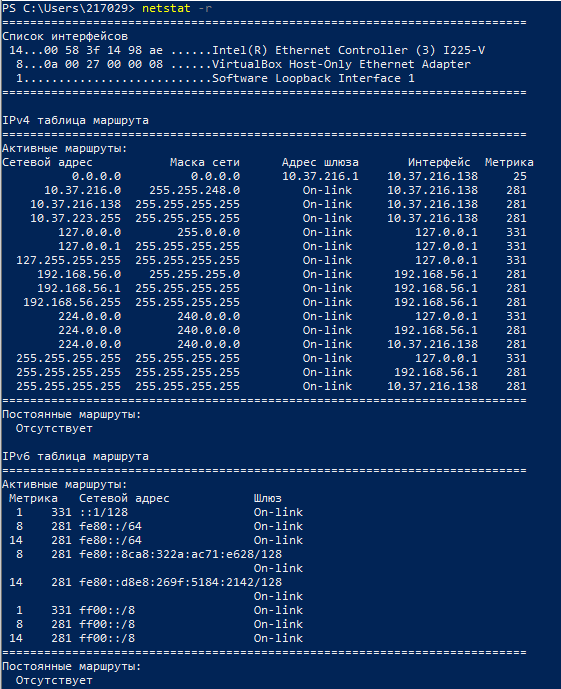 PS C:\Users\217029> netstat -r
===========================================================================
Список интерфейсов
 14...00 58 3f 14 98 ae ......Intel(R) Ethernet Controller (3) I225-V
  8...0a 00 27 00 00 08 ......VirtualBox Host-Only Ethernet Adapter
  1...........................Software Loopback Interface 1
===========================================================================

IPv4 таблица маршрута
===========================================================================
Активные маршруты:
Сетевой адрес           Маска сети      Адрес шлюза       Интерфейс  Метрика
          0.0.0.0          0.0.0.0      10.37.216.1    10.37.216.138     25
      10.37.216.0    255.255.248.0         On-link     10.37.216.138    281
    10.37.216.138  255.255.255.255         On-link     10.37.216.138    281
    10.37.223.255  255.255.255.255         On-link     10.37.216.138    281
        127.0.0.0        255.0.0.0         On-link         127.0.0.1    331
        127.0.0.1  255.255.255.255         On-link         127.0.0.1    331
  127.255.255.255  255.255.255.255         On-link         127.0.0.1    331
     192.168.56.0    255.255.255.0         On-link      192.168.56.1    281
     192.168.56.1  255.255.255.255         On-link      192.168.56.1    281
   192.168.56.255  255.255.255.255         On-link      192.168.56.1    281
        224.0.0.0        240.0.0.0         On-link         127.0.0.1    331
        224.0.0.0        240.0.0.0         On-link      192.168.56.1    281
        224.0.0.0        240.0.0.0         On-link     10.37.216.138    281
  255.255.255.255  255.255.255.255         On-link         127.0.0.1    331
  255.255.255.255  255.255.255.255         On-link      192.168.56.1    281
  255.255.255.255  255.255.255.255         On-link     10.37.216.138    281
===========================================================================
Постоянные маршруты:
  Отсутствует

IPv6 таблица маршрута
===========================================================================
Активные маршруты:
 Метрика   Сетевой адрес            Шлюз
  1    331 ::1/128                  On-link
  8    281 fe80::/64                On-link
 14    281 fe80::/64                On-link
  8    281 fe80::8ca8:322a:ac71:e628/128
                                    On-link
 14    281 fe80::d8e8:269f:5184:2142/128
                                    On-link
  1    331 ff00::/8                 On-link
  8    281 ff00::/8                 On-link
 14    281 ff00::/8                 On-link
===========================================================================
Постоянные маршруты:
  Отсутствует